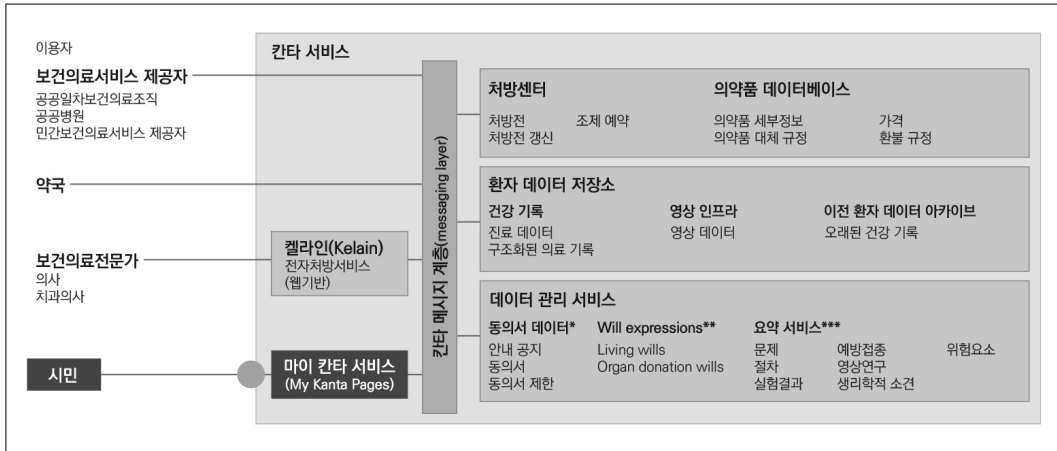 이용자
보건의료서비스 제공자
공공일차보건의료조직
공공병원
민간보건의료서비스 제공자
약국
보건의료전문가
의사
치과의사
시민
칸타 서비스
켈라인(Kelain)
전자처방서비스
(웹기반)
마이 칸타 서비스
(My Kanta Pages)
칸타 메시지 계층(messaging layer)
처방센터 의약품 데이터베이스
처방전 조제 예약 의약품 세부정보 가격
처방전 갱신 의약품 대체 규정 환불 규정
환자 데이터 저장소
건강 기록 영상 인프라 이전 환자 데이터 아카이브
진료 데이터 영상 데이터 오래된 건강 기록
구조화된 의료 기록
데이터 관리 서비스
동의서 데이터* Will expressions** 요약 서비스***
안내 공지 Living wills 문제 예방접종 위험요소
동의서 Organ donation wills 절차 영상연구
동의서 제한 실험결과 생리학적 소견